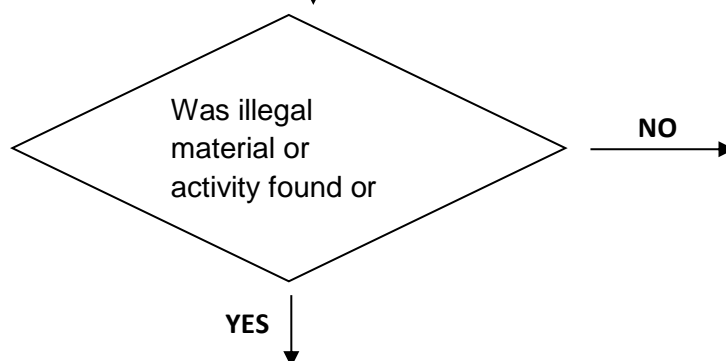 Was illegal
material or
activity found or
NO
YES